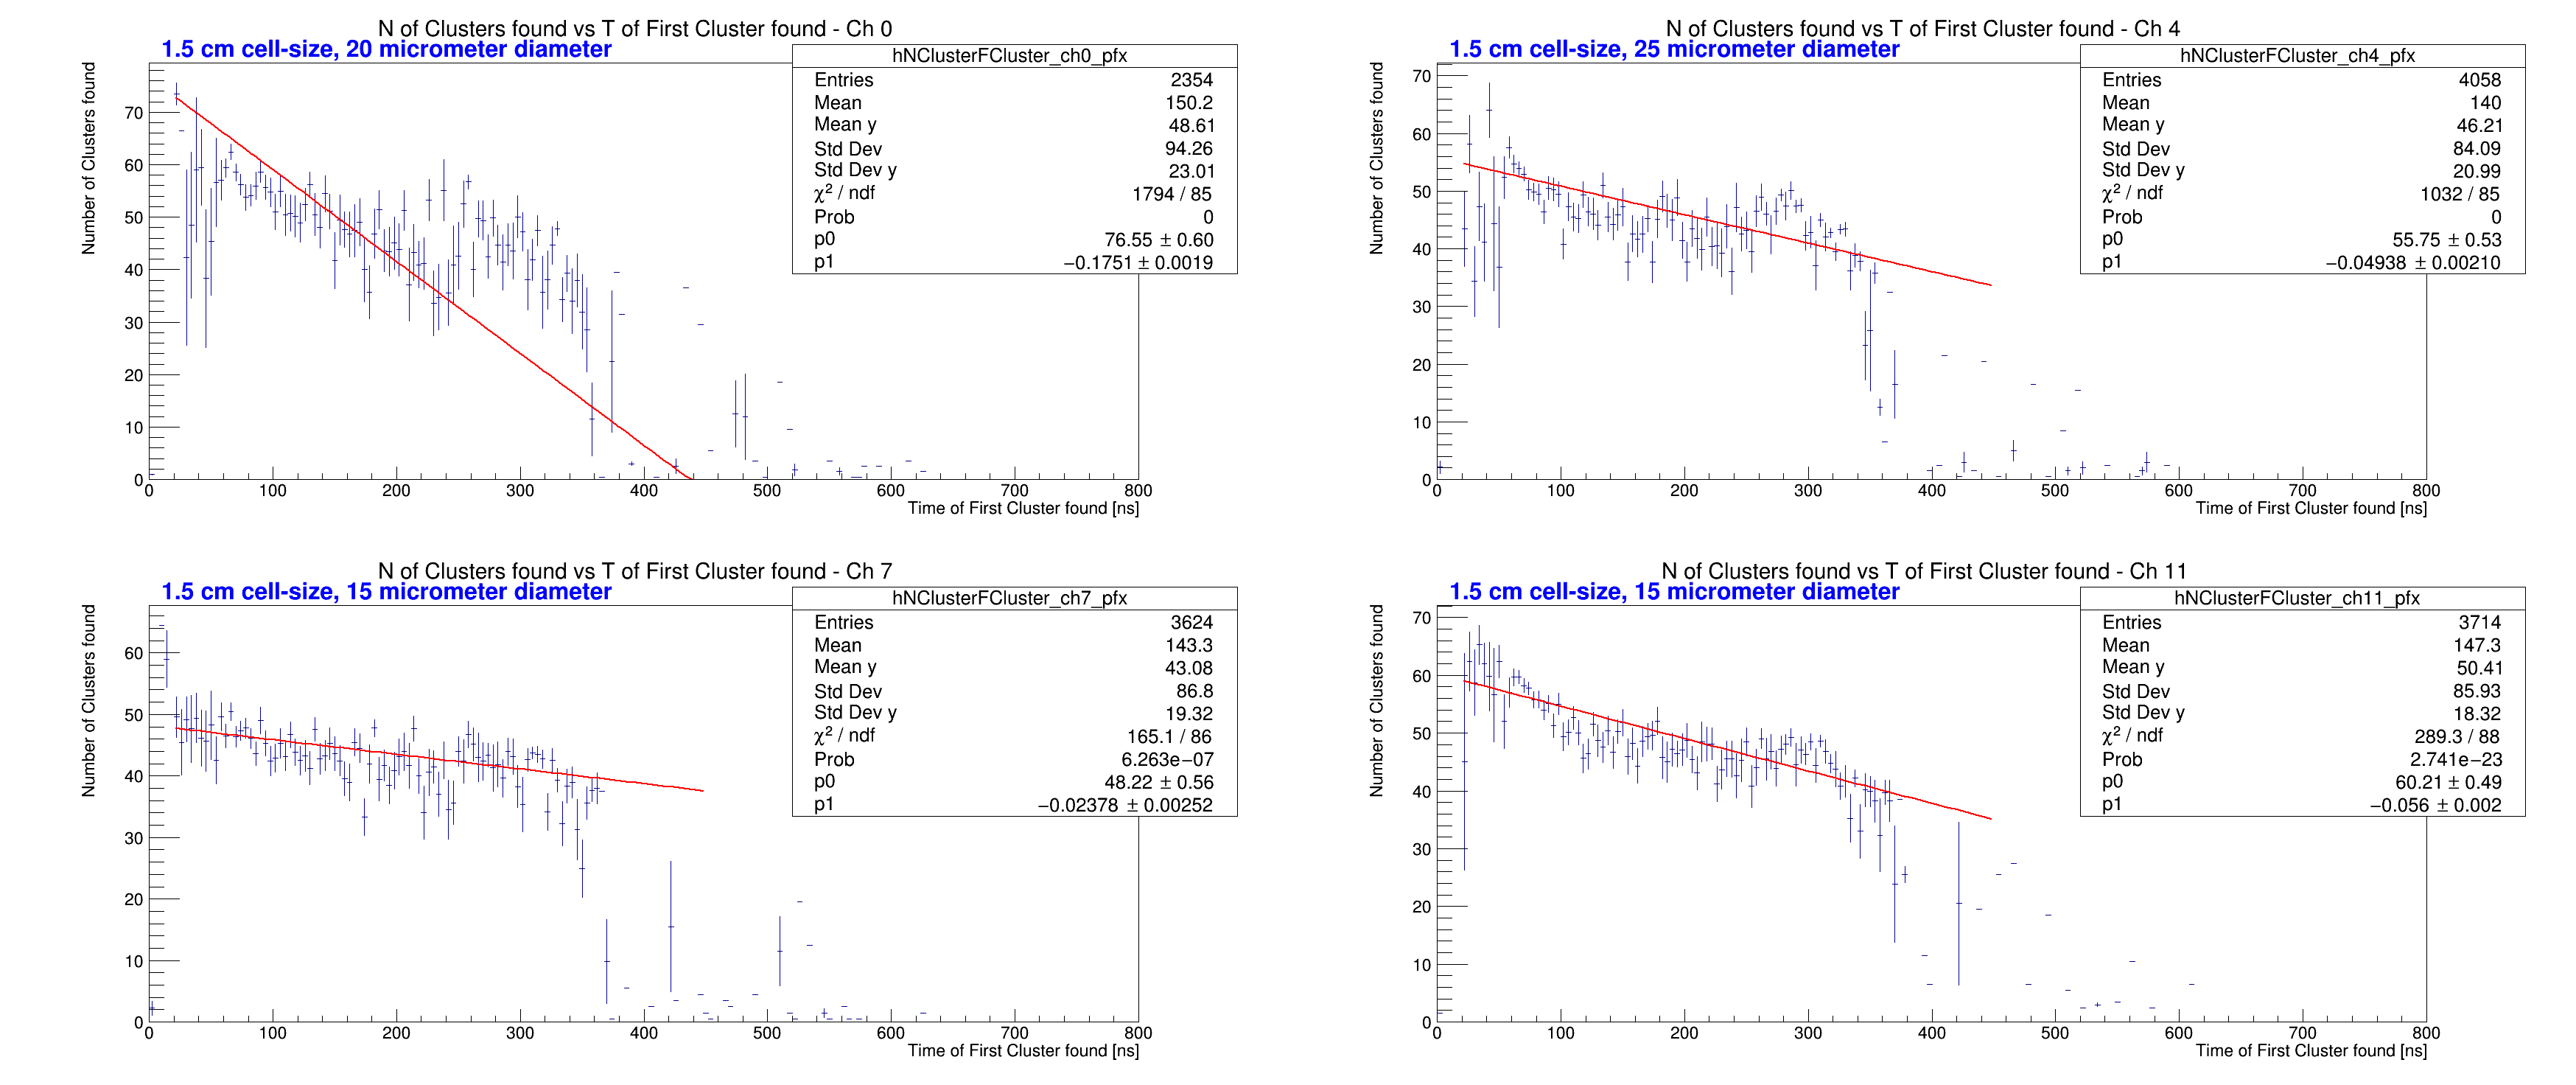 N of Clusters found vs T of First Cluster found - Ch 0
1.5 cm cell-size, 20 micrometer diameter
hNClusterFCluster_ch0_pfx
Entries 2354
Mean 150.2
Mean y 48.61
Std Dev 94.26
Std Dev y 23.01
χ² / ndf 1794 / 85
Prob 0
p0 76.55 ± 0.60
p1 −0.1751 ± 0.0019
Number of Clusters found
70
60
50
40
30
20
10
0
0 100 200 300 400 500 600 700 800
Time of First Cluster found [ns]
N of Clusters found vs T of First Cluster found - Ch 4
1.5 cm cell-size, 25 micrometer diameter
hNClusterFCluster_ch4_pfx
Entries 4058
Mean 140
Mean y 46.21
Std Dev 84.09
Std Dev y 20.99
χ² / ndf 1032 / 85
Prob 0
p0 55.75 ± 0.53
p1 −0.04938 ± 0.00210
Number of Clusters found
70
60
50
40
30
20
10
0
0 100 200 300 400 500 600 700 800
Time of First Cluster found [ns]
N of Clusters found vs T of First Cluster found - Ch 7
1.5 cm cell-size, 15 micrometer diameter
hNClusterFCluster_ch7_pfx
Entries 3624
Mean 143.3
Mean y 43.08
Std Dev 86.8
Std Dev y 19.32
χ² / ndf 165.1 / 86
Prob 6.263e−07
p0 48.22 ± 0.56
p1 −0.02378 ± 0.00252
Number of Clusters found
60
50
40
30
20
10
0
0 100 200 300 400 500 600 700 800
Time of First Cluster found [ns]
N of Clusters found vs T of First Cluster found - Ch 11
1.5 cm cell-size, 15 micrometer diameter
hNClusterFCluster_ch11_pfx
Entries 3714
Mean 147.3
Mean y 50.41
Std Dev 85.93
Std Dev y 18.32
χ² / ndf 289.3 / 88
Prob 2.741e−23
p0 60.21 ± 0.49
p1 −0.056 ± 0.002
Number of Clusters found
70
60
50
40
30
20
10
0
0 100 200 300 400 500 600 700 800
Time of First Cluster found [ns]